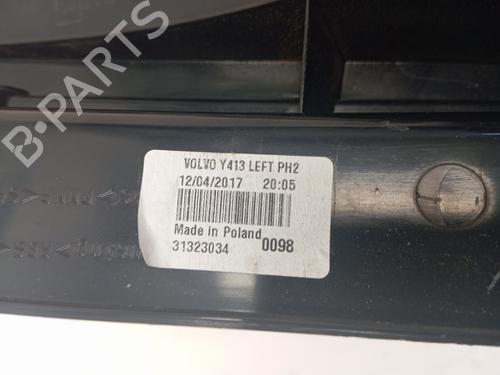 B-PARTS
VOLVO Y413 LEFT PH2
12/04/2017 20:05
Made in Poland
31323034 0098